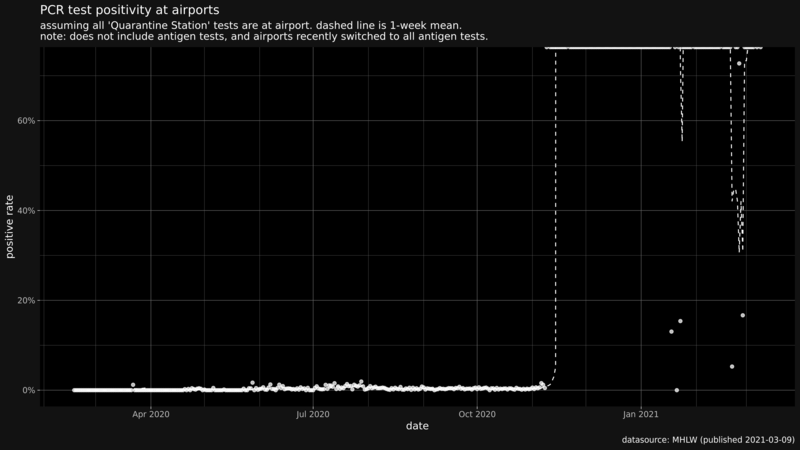 PCR test positivity at airports
assuming all 'Quarantine Station' tests are at airport. dashed line is 1-week mean.
note: does not include antigen tests, and airports recently switched to all antigen tests.
60%
40%
20%
0%
positive rate
Apr 2020
Jul 2020
Oct 2020
Jan 2021
date
datasource: MHLW (published 2021-03-09)